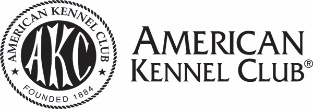 AMERICAN KENNEL CLUB
AKC
FOUNDED 1884
AMERICAN
KENNEL CLUB®